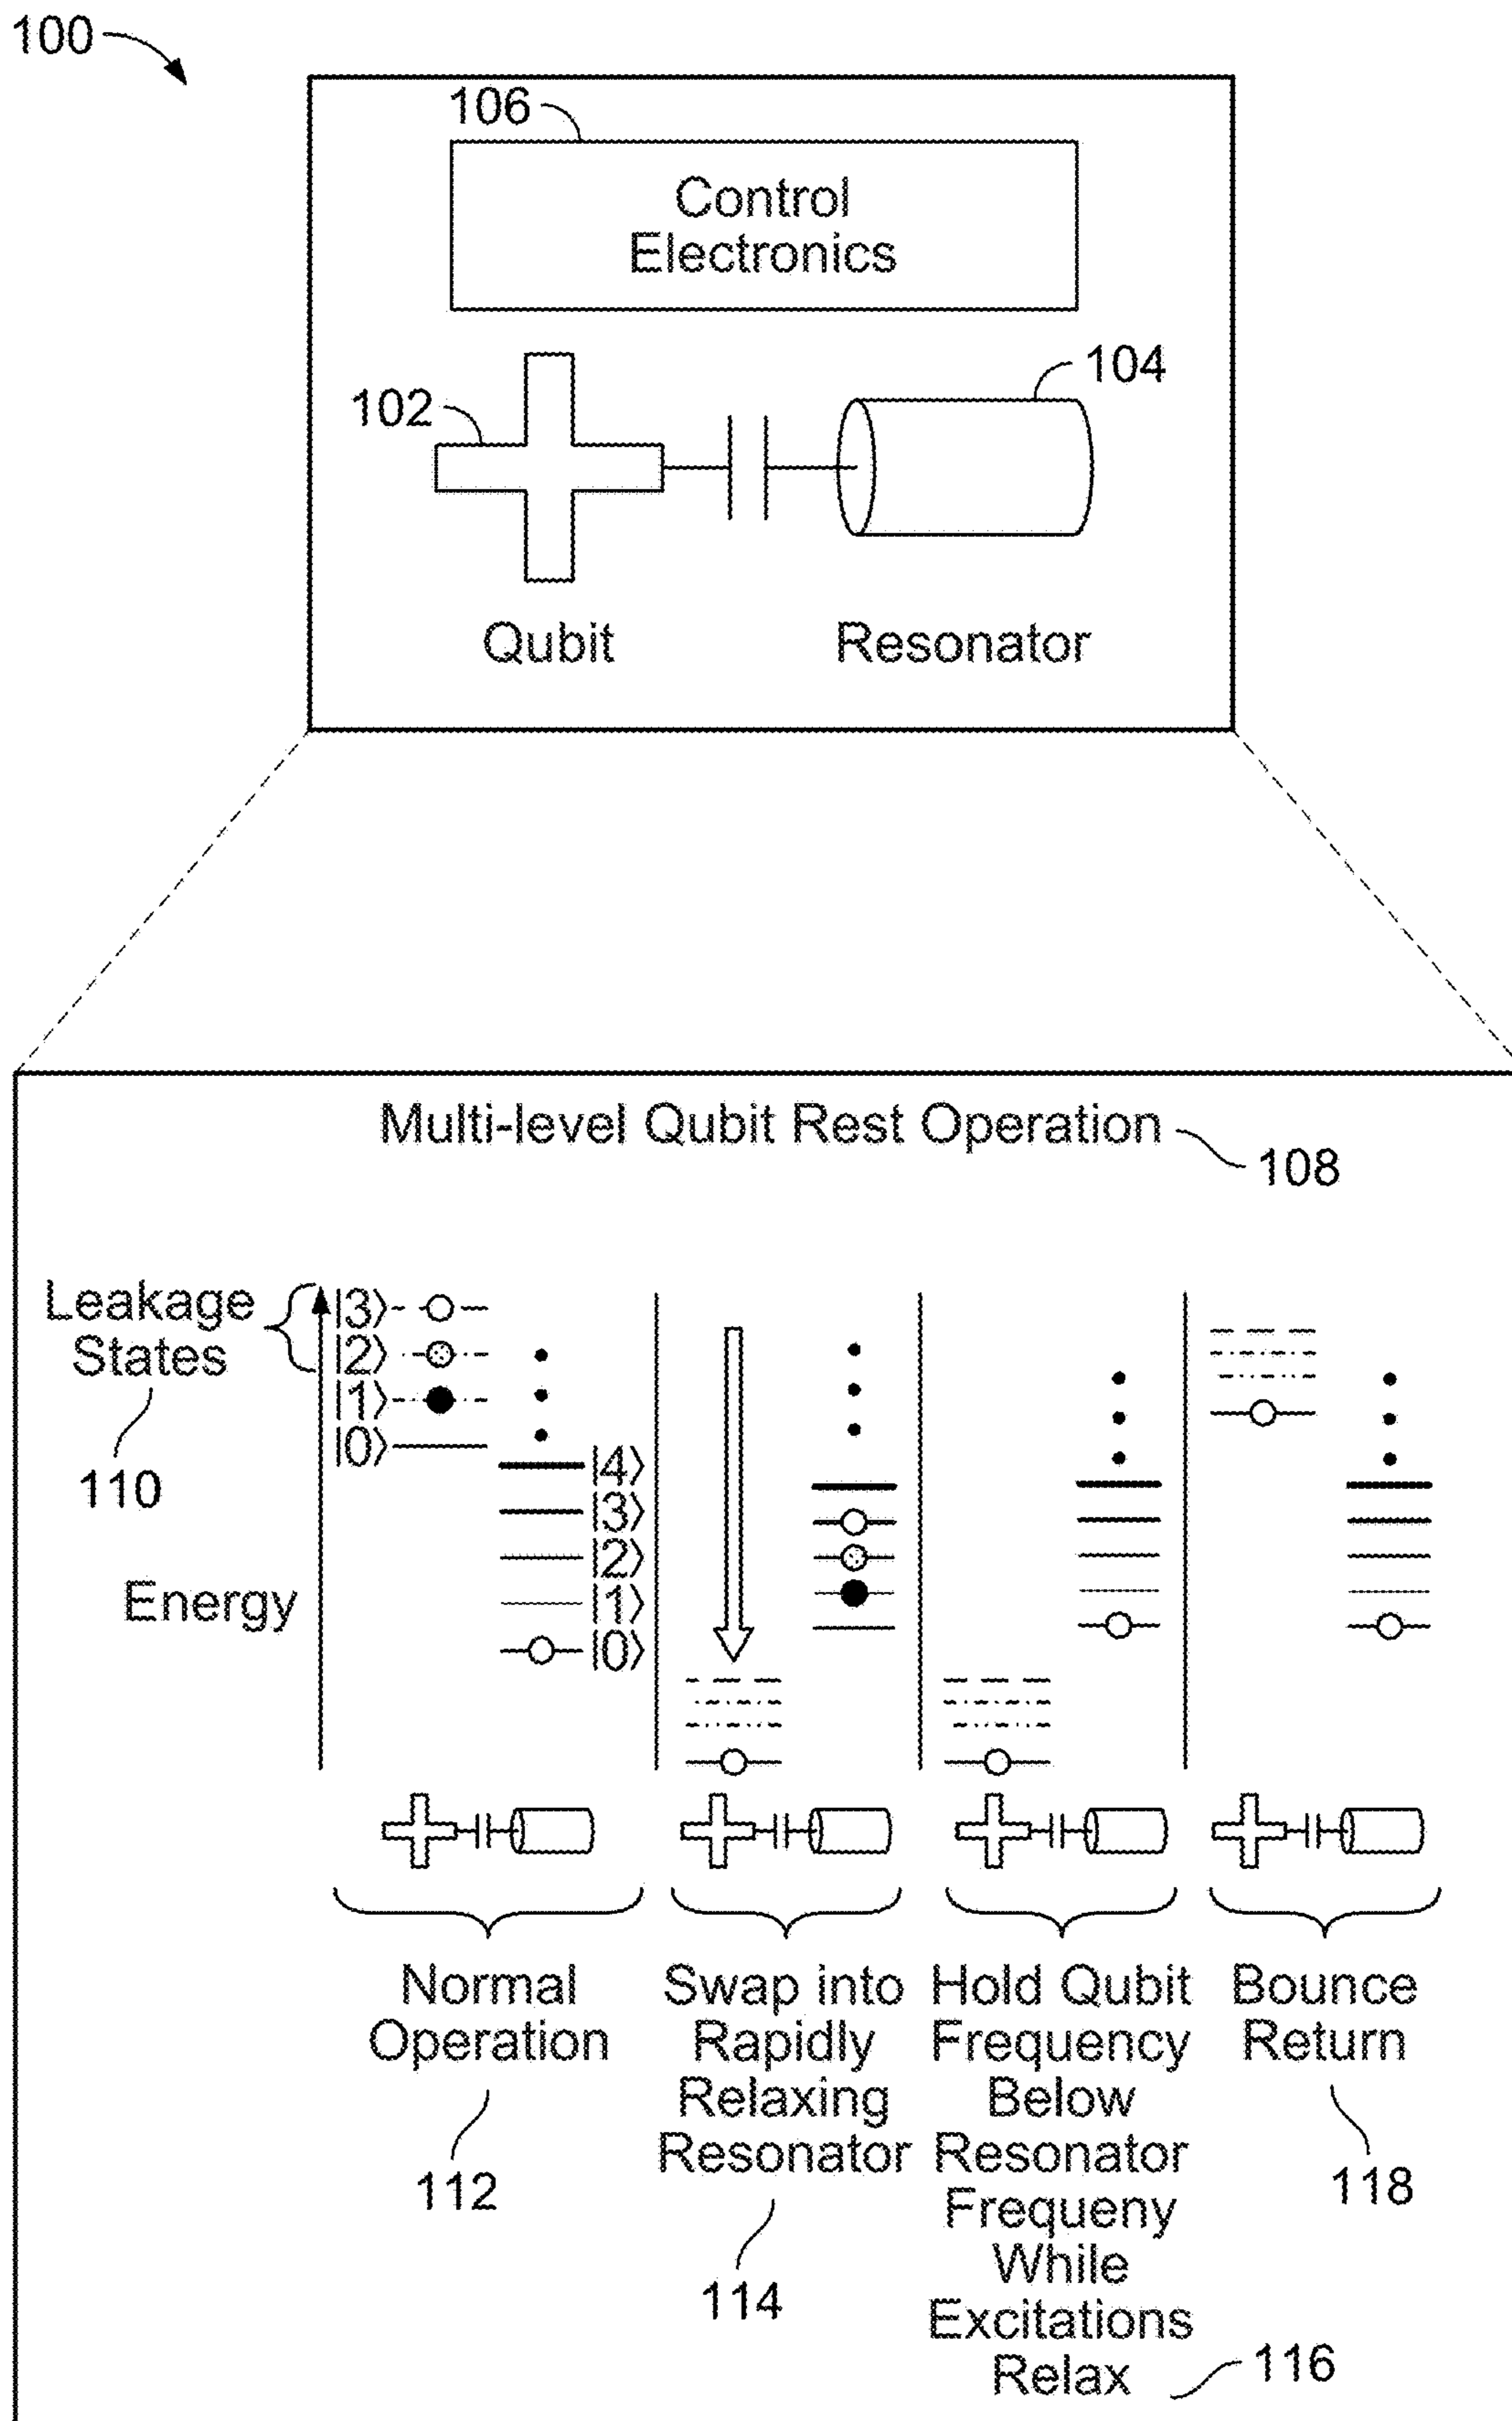 100
106
Control
Electronics
102
104
Qubit
Resonator
Multi-level Qubit Rest Operation
108
Leakage
States
110
|3⟩
|2⟩
|1⟩
|0⟩
|4⟩
|3⟩
|2⟩
|1⟩
|0⟩
Energy
Normal
Operation
112
Swap into
Rapidly
Relaxing
Resonator
114
Hold Qubit
Frequency
Below
Resonator
Frequeny
While
Excitations
Relax
116
Bounce
Return
118